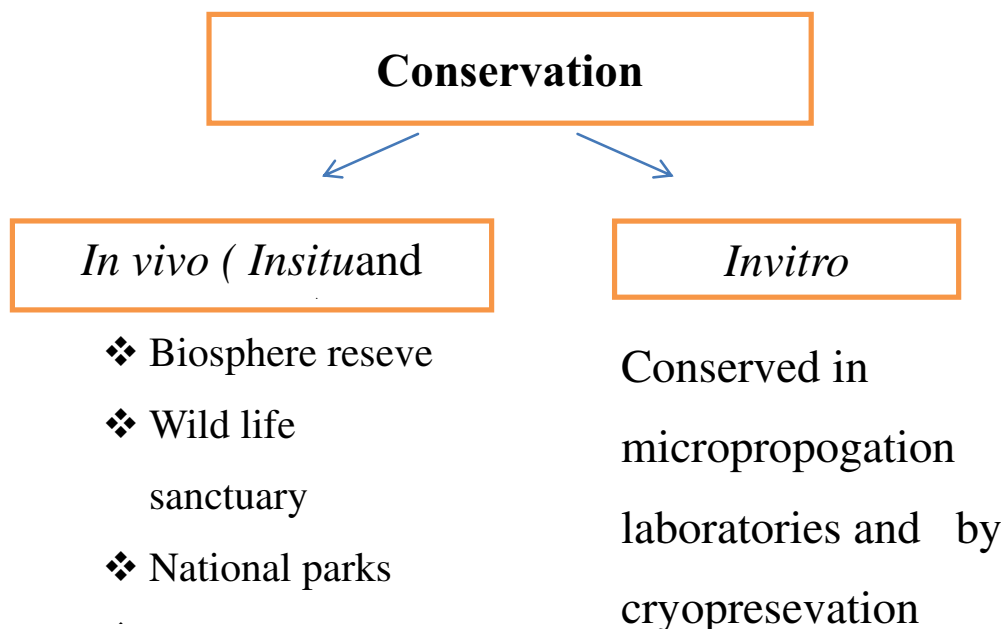 Conservation
In vivo ( Insituand
❖ Biosphere reseve
❖ Wild life
sanctuary
❖ National parks
Invitro
Conserved in
micropropogation
laboratories and by
cryopresevation